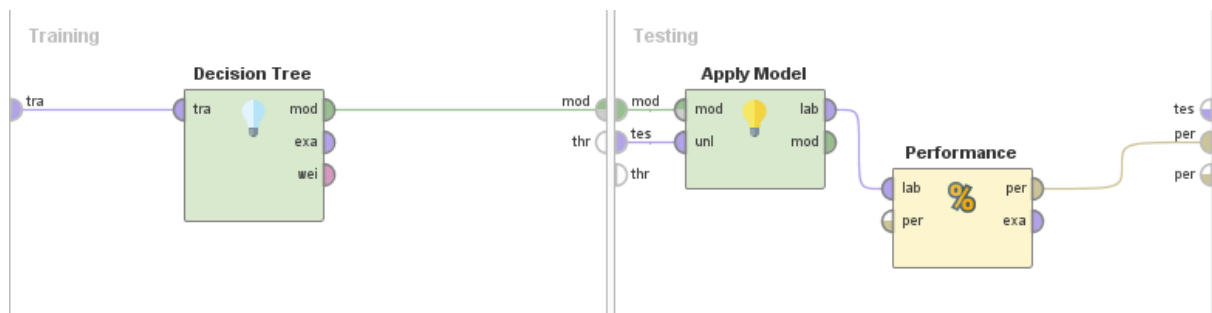 Training
Decision Tree
tra
tra
mod
exa
wei
mod
thr
Testing
Apply Model
mod
tes
thr
mod
unl
lab
mod
Performance
lab
per
%
per
exa
tes
per
per